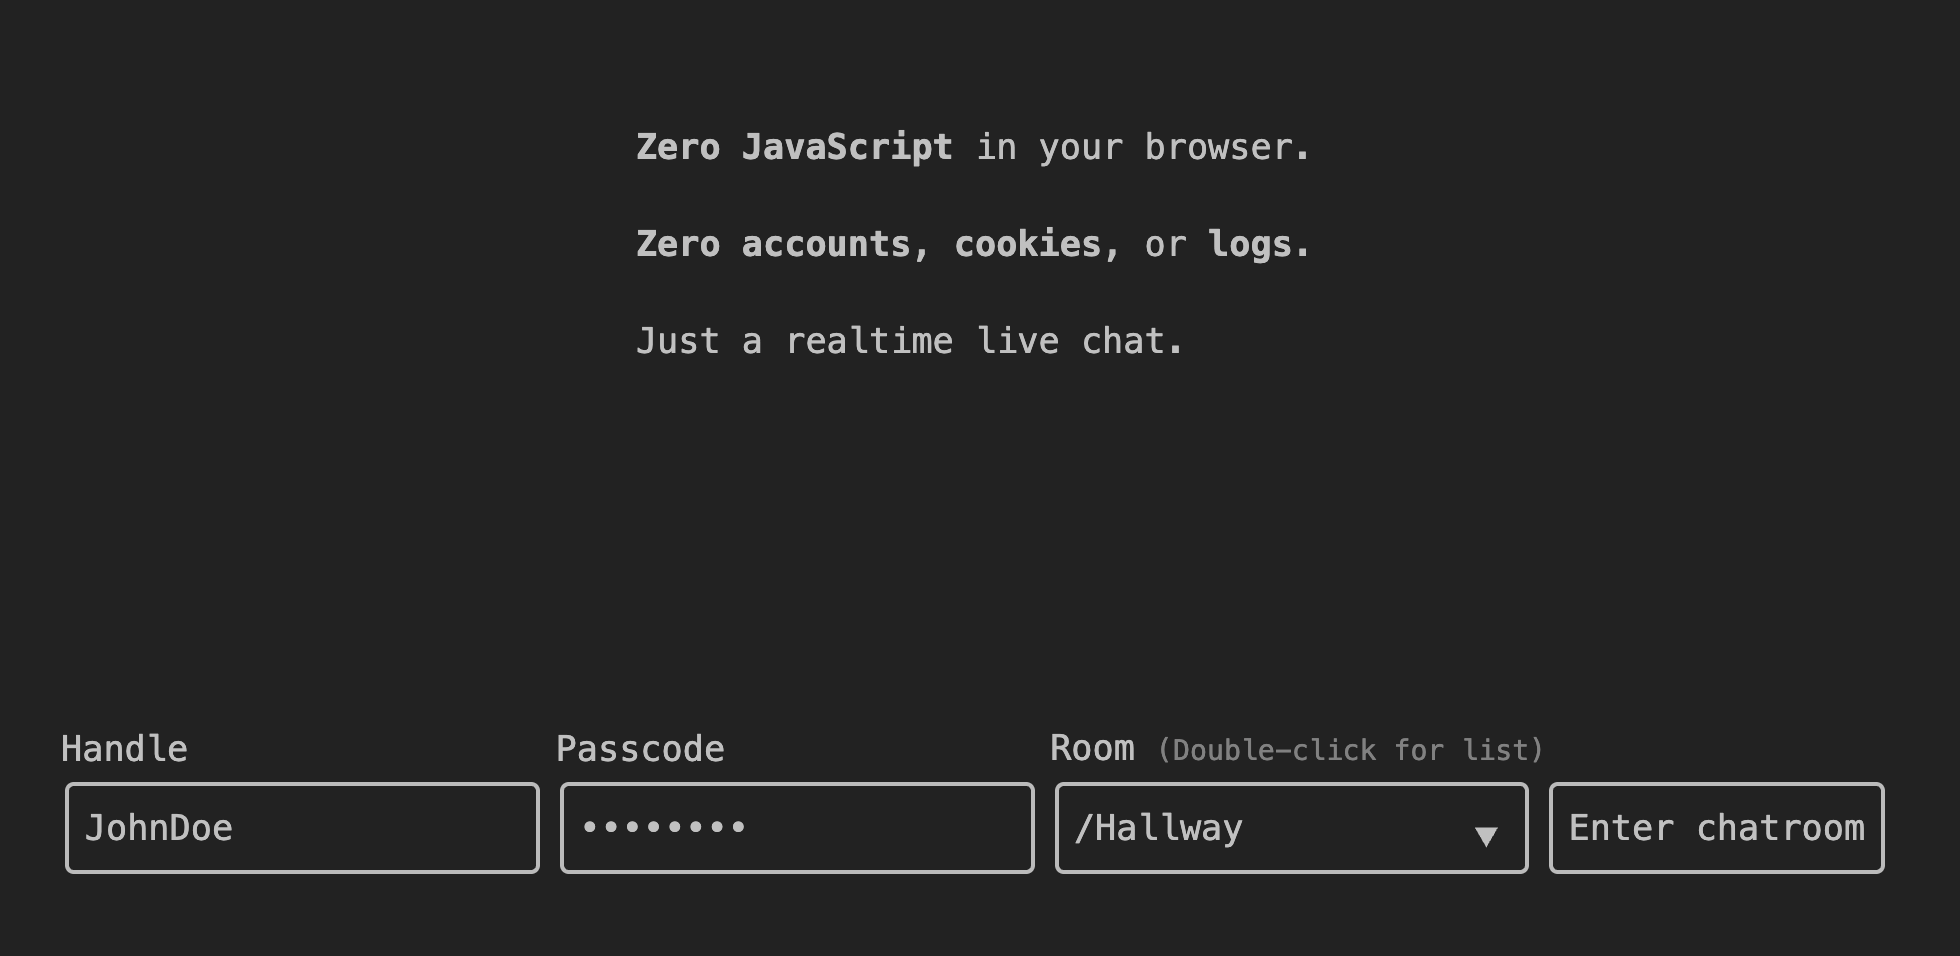 Zero JavaScript in your browser.
Zero accounts, cookies, or logs.
Just a realtime live chat.
Handle
Passcode
Room (Double-click for list)
JohnDoe
••••••••
/Hallway ▼
Enter chatroom